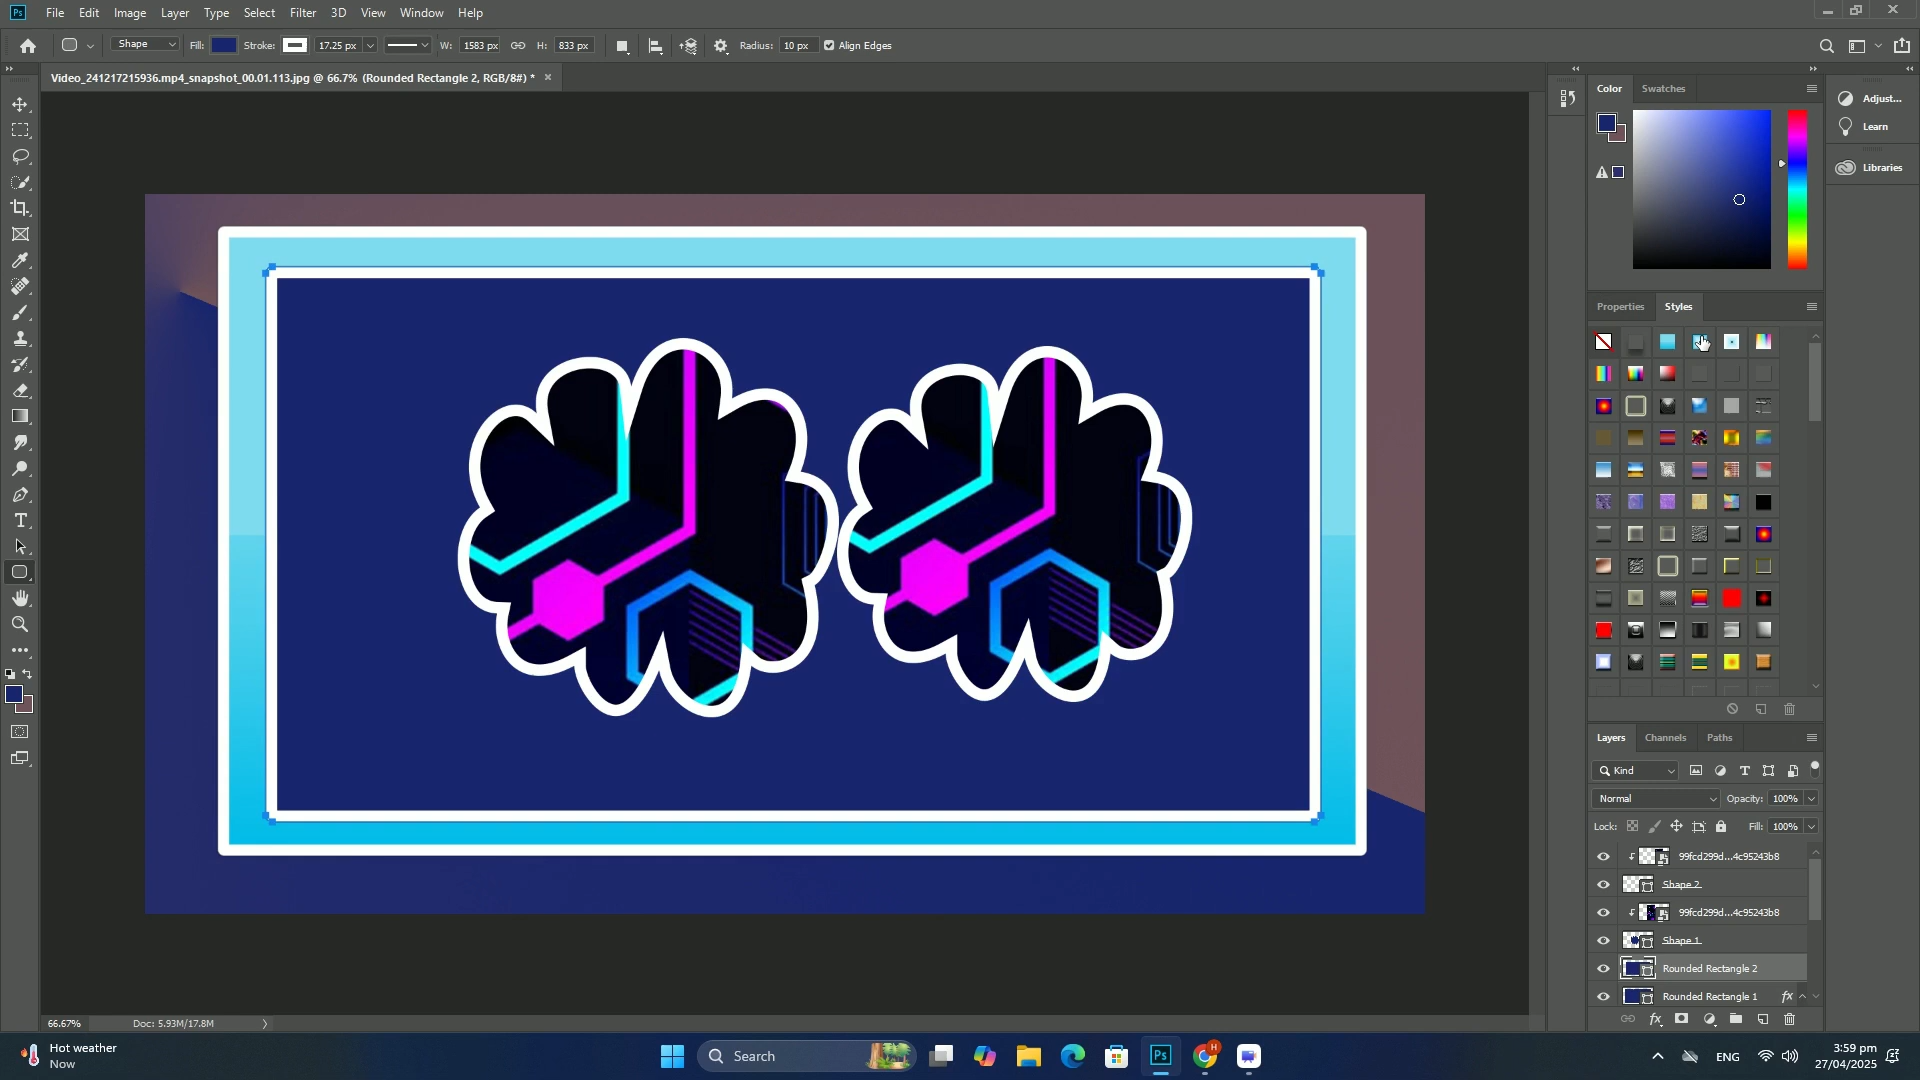 Ps File Edit Image Layer Type Select Filter 3D View Window Help
Shape Fill: Stroke: 17.25 px W: 1583 px H: 833 px Radius: 10 px Align Edges
Video_241217215936.mp4_snapshot_00.01.113.jpg @ 66.7% (Rounded Rectangle 2, RGB/8#) *
Color Swatches
Adjust...
Learn
Libraries
Properties Styles
Layers Channels Paths
Kind
Normal Opacity: 100%
Lock: Fill: 100%
99fcd299d...4c95243b8
Shape 2
99fcd299d...4c95243b8
Shape 1
Rounded Rectangle 2
Rounded Rectangle 1 fx
fx
66.67% Doc: 5.93M/17.8M
Hot weather
Now
Search
Ps
H
ENG
3:59 pm
27/04/2025